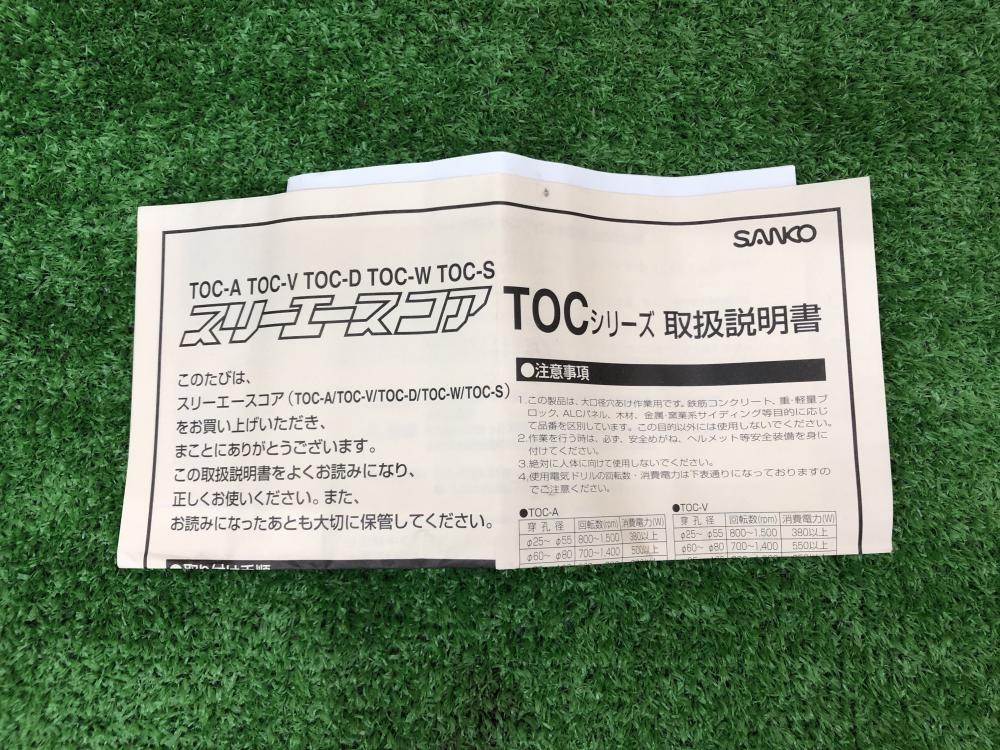 SANKO
TOC-A TOC-V TOC-D TOC-W TOC-S
スリーエースコア TOCシリーズ 取扱説明書
このたびは、
スリーエースコア(TOC-A/TOC-V/TOC-D/TOC-W/TOC-S)
をお買い上げいただき、
まことにありがとうございます。
この取扱説明書をよくお読みになり、
正しくお使いください。また、
お読みになったあとも大切に保管してください。
●取り付け手順
●注意事項
1.この製品は、大口径穴あけ作業用です。鉄筋コンクリート、重・軽量ブ
ロック、ALCパネル、木材、金属・窯業系サイディング等目的に応じ
て品番を区別しています。この目的以外には使用しないでください。
2.作業を行う時は、必ず、安全めがね、ヘルメット等安全装備を身に
付けてください。
3.絶対に人体に向けて使用しないでください。
4.使用電気ドリルの回転数・消費電力は下表通りになっておりますの
でご注意ください。
●TOC-A
穿孔径 回転数(rpm) 消費電力(W)
φ25～φ55 800～1,500 380以上
φ60～φ80 700～1,400 500以上
●TOC-V
穿孔径 回転数(rpm) 消費電力(W)
φ25～φ55 800～1,500 380以上
φ60～φ80 700～1,400 550以上